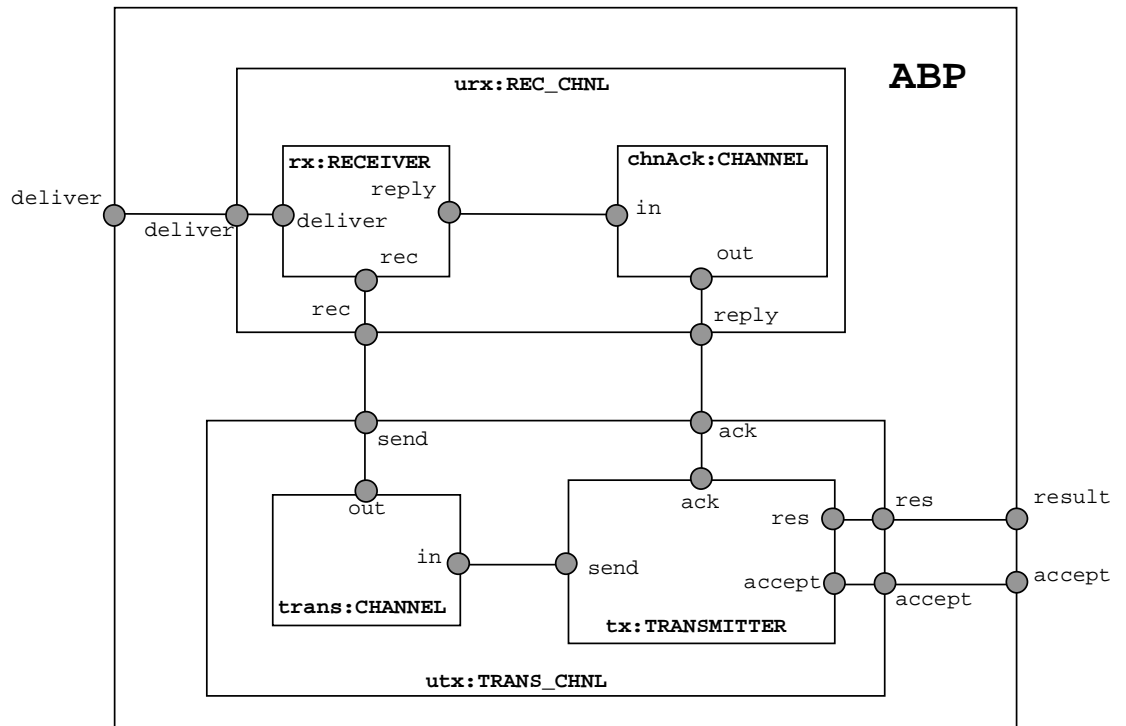 ABP
urx:REC_CHNL
rx:RECEIVER
chnAck:CHANNEL
reply
deliver
in
deliver
deliver
rec
out
rec
reply
send
ack
out
ack
res
res
result
in
send
accept
accept
accept
trans:CHANNEL
tx:TRANSMITTER
utx:TRANS_CHNL